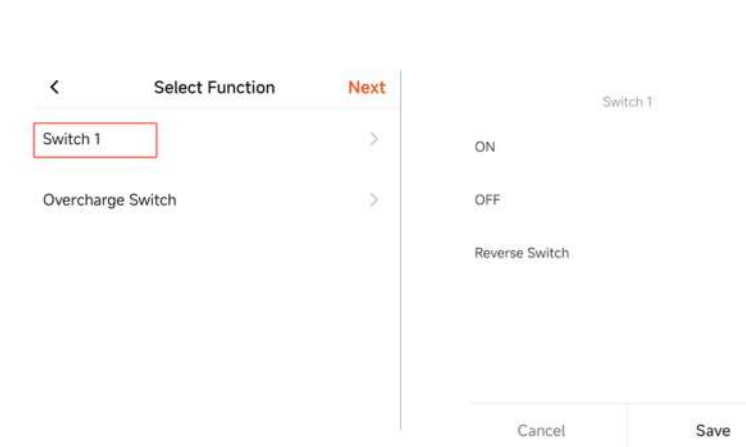 Select Function
Next
Switch 1
Overcharge Switch
Switch 1
ON
OFF
Reverse Switch
Cancel
Save